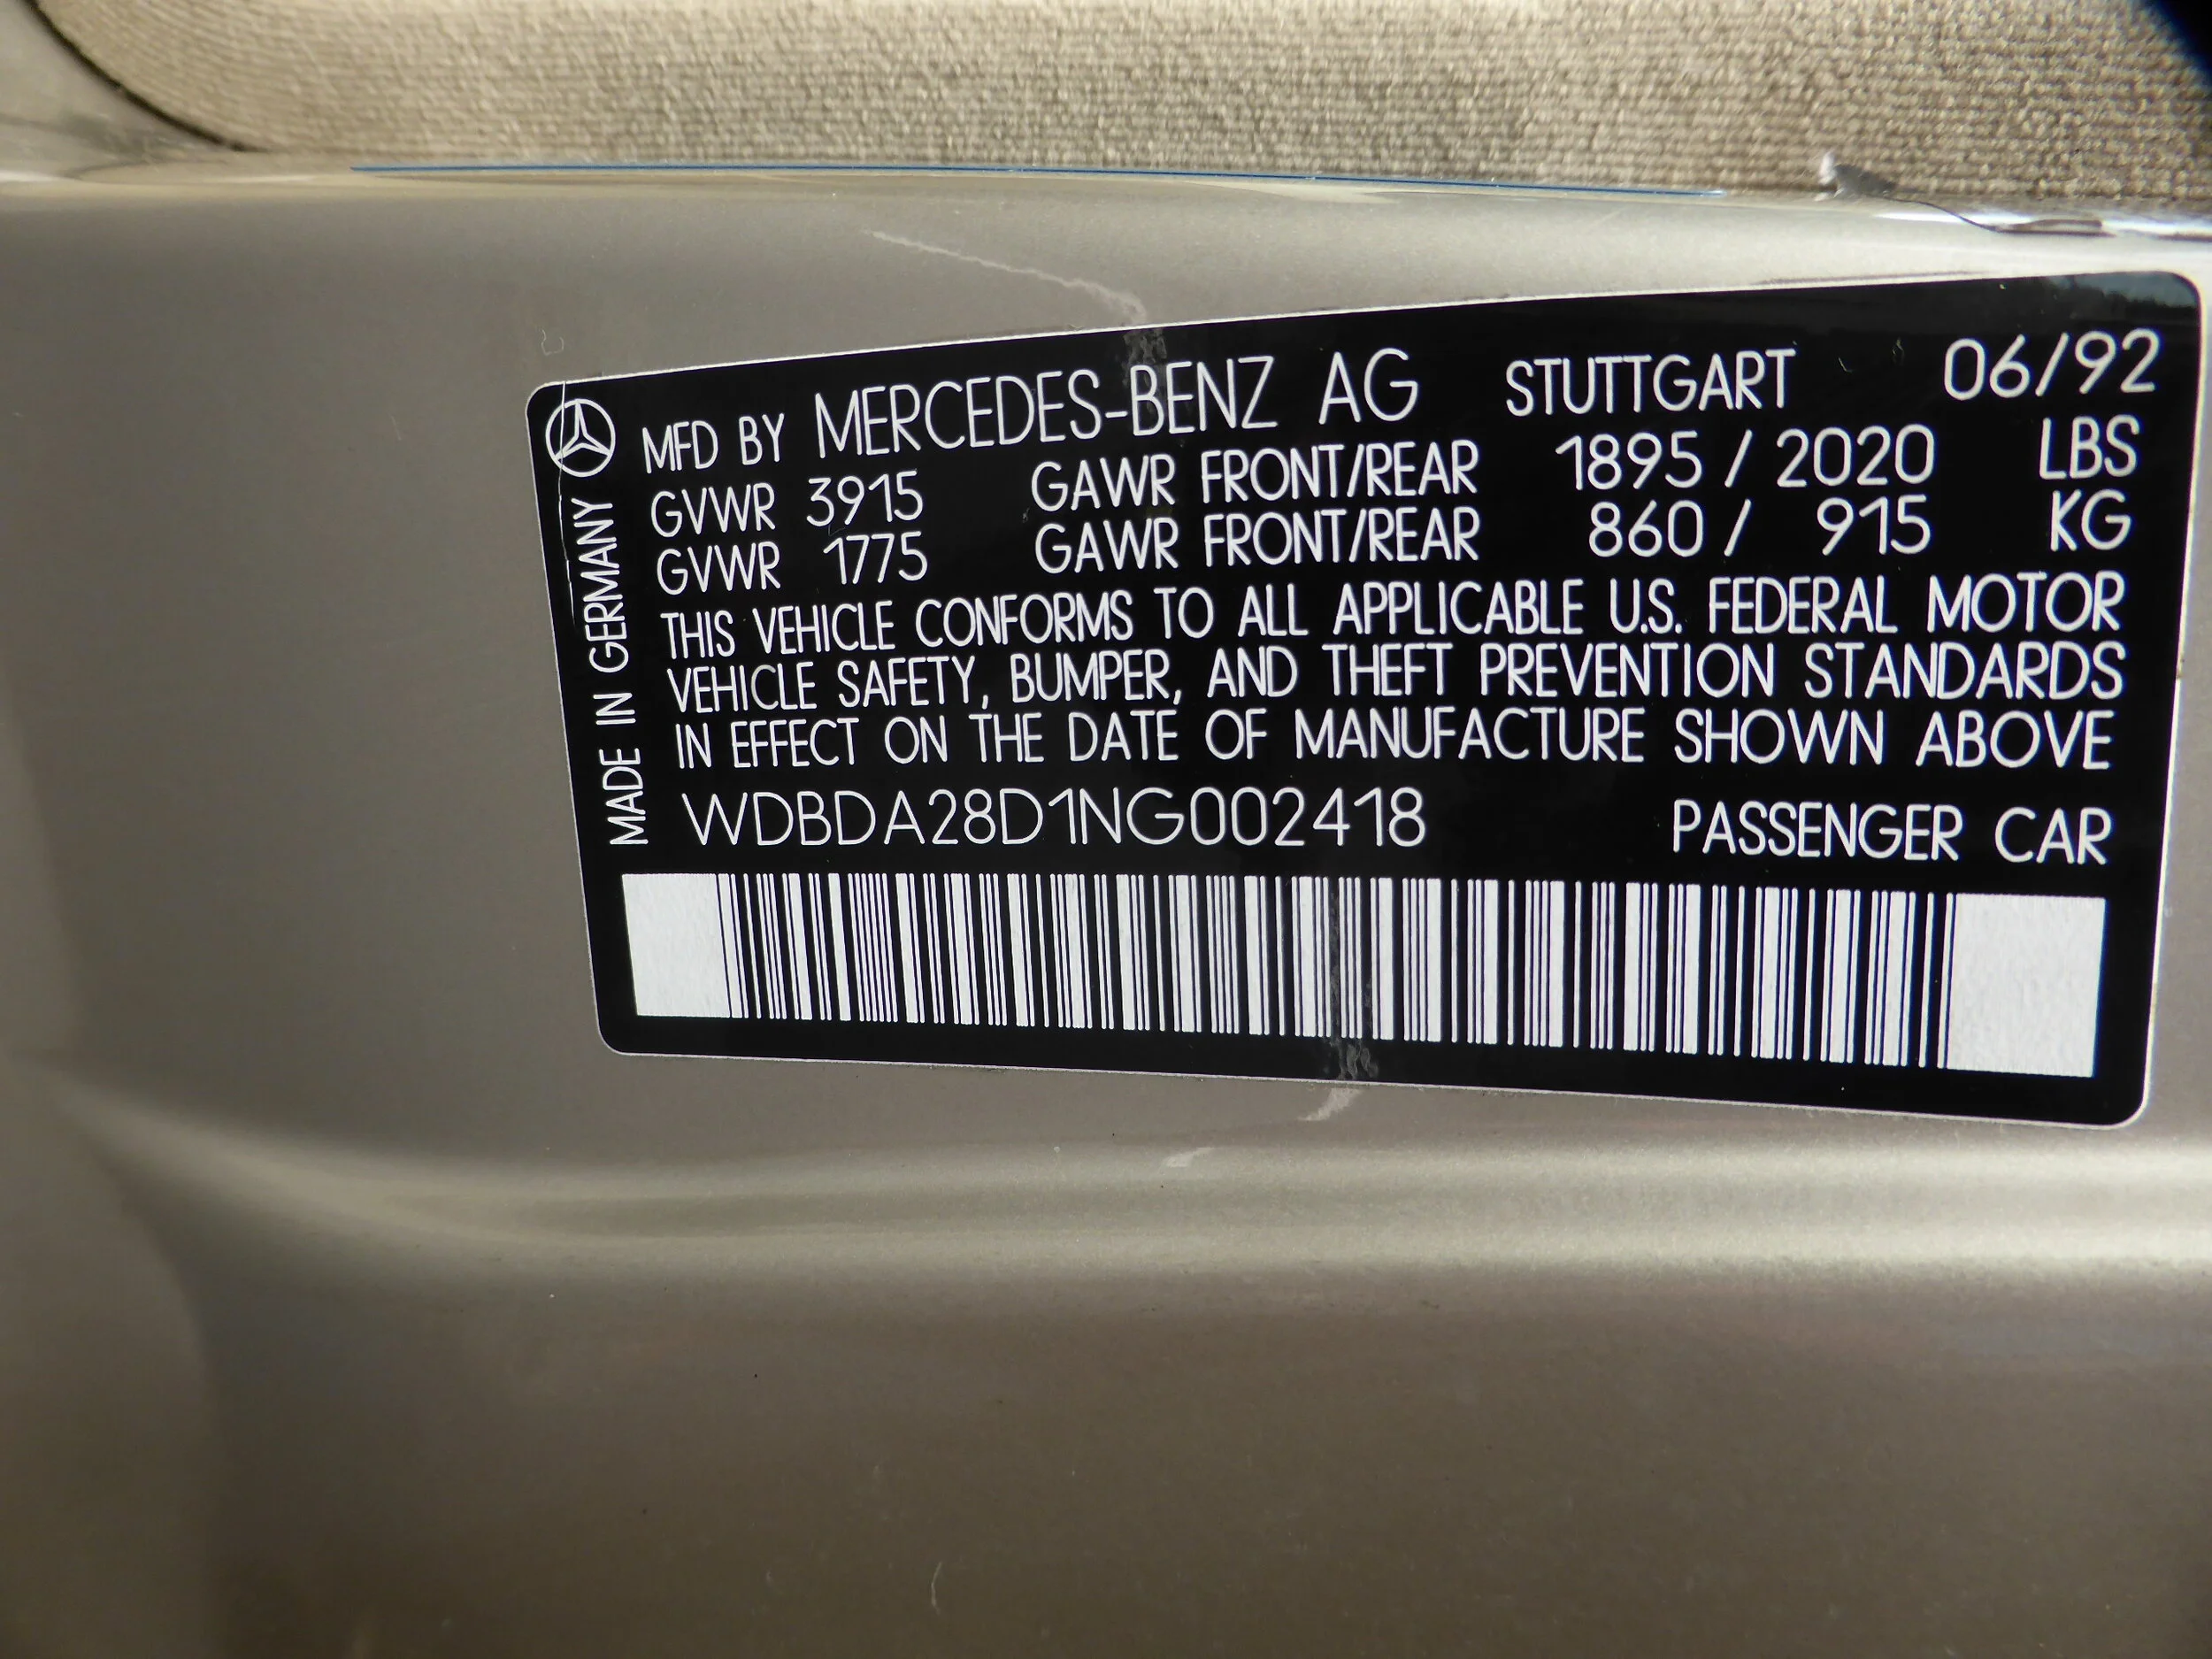 MFD BY MERCEDES-BENZ AG STUTTGART 06/92
GVWR 3915 GAWR FRONT/REAR 1895 / 2020 LBS
GVWR 1775 GAWR FRONT/REAR 860 / 915 KG
THIS VEHICLE CONFORMS TO ALL APPLICABLE U.S. FEDERAL MOTOR
VEHICLE SAFETY, BUMPER, AND THEFT PREVENTION STANDARDS
IN EFFECT ON THE DATE OF MANUFACTURE SHOWN ABOVE
WDBDA28D1NG002418 PASSENGER CAR
MADE IN GERMANY